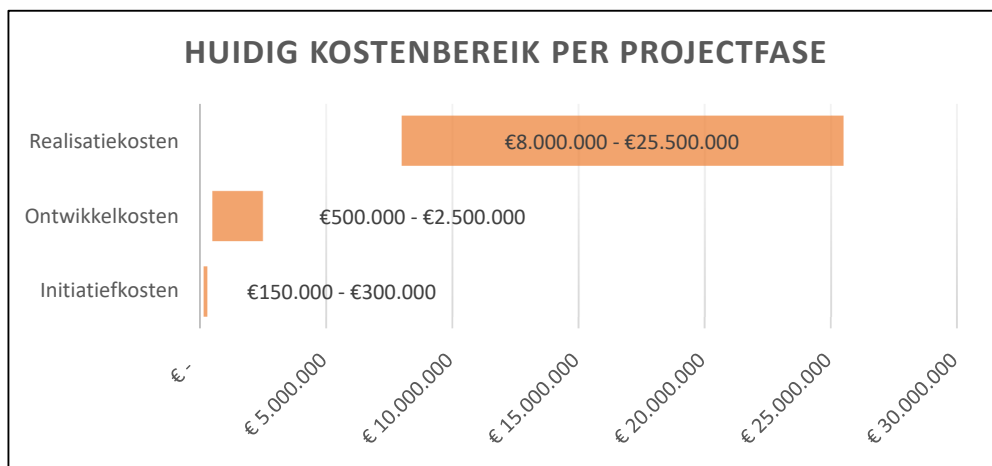 HUIDIG KOSTENBEREIK PER PROJECTFASE
Realisatiekosten
€8.000.000 - €25.500.000
Ontwikkelkosten
€500.000 - €2.500.000
Initiatiefkosten
€150.000 - €300.000
€ -
€ 5.000.000
€ 10.000.000
€ 15.000.000
€ 20.000.000
€ 25.000.000
€ 30.000.000